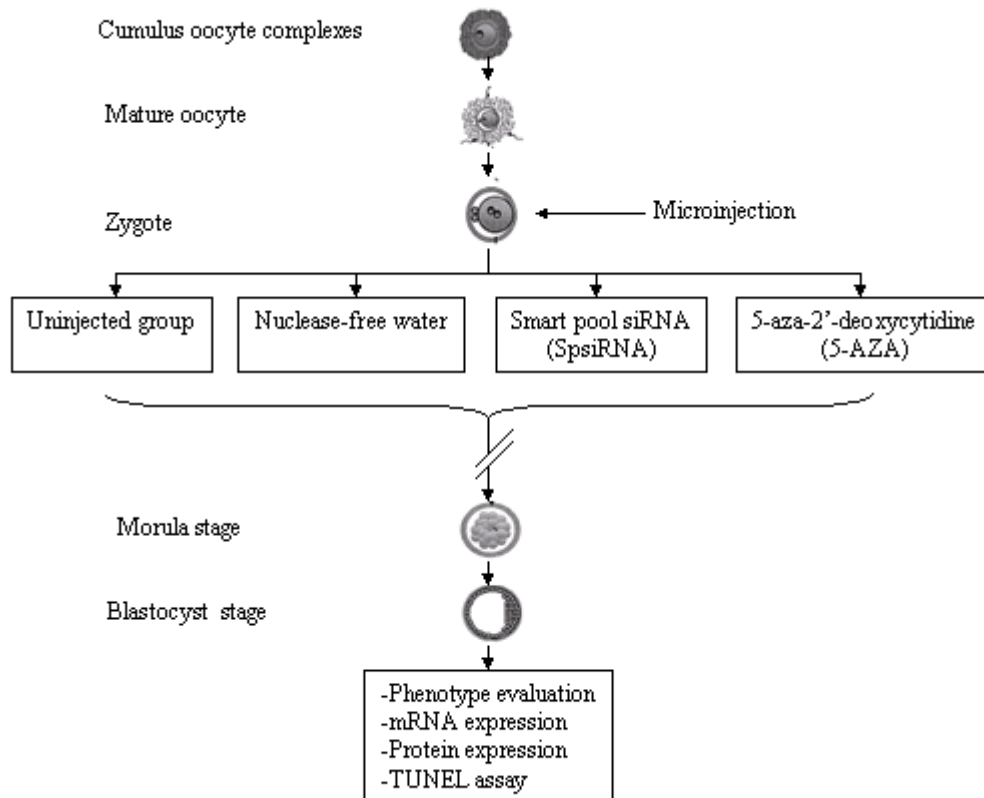 Cumulus oocyte complexes
Mature oocyte
Zygote
Microinjection
Uninjected group
Nuclease-free water
Smart pool siRNA
(SpsiRNA)
5-aza-2’-deoxycytidine
(5-AZA)
Morula stage
Blastocyst stage
-Phenotype evaluation
-mRNA expression
-Protein expression
-TUNEL assay